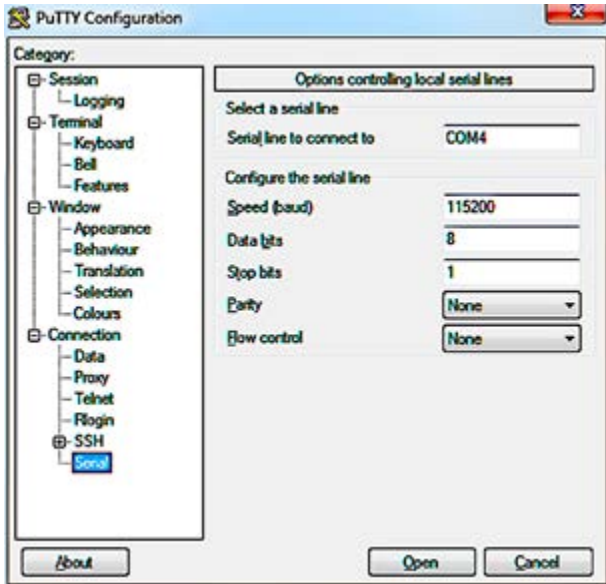 PuTTY Configuration
Category:
Session
Logging
Terminal
Keyboard
Bell
Features
Window
Appearance
Behaviour
Translation
Selection
Colours
Connection
Data
Proxy
Telnet
Rlogin
SSH
Serial
Options controlling local serial lines
Select a serial line
Serial line to connect to COM4
Configure the serial line
Speed (baud) 115200
Data bits 8
Stop bits 1
Parity None
Flow control None
About
Open
Cancel